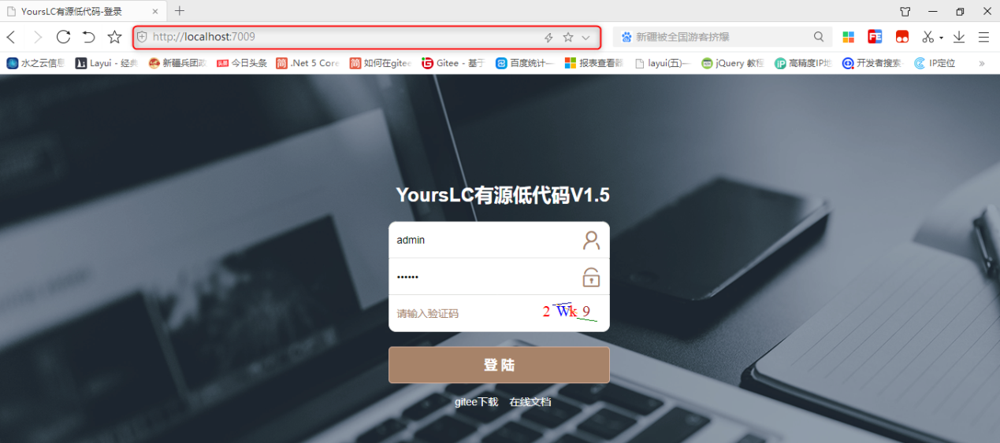 YoursLC有源低代码-登录
http://localhost:7009
新疆被全国游客挤爆
水之云信息 Layui - 经典 新疆兵团政 今日头条 .Net 5 Core 如何在gitee Gitee - 基于 百度统计一 报表查看器 layui(五)— jQuery 教程 高精度IP地 开发者搜索 IP定位
YoursLC有源低代码V1.5
admin
••••••
请输入验证码 2 Wk 9
登 陆
gitee下载 在线文档